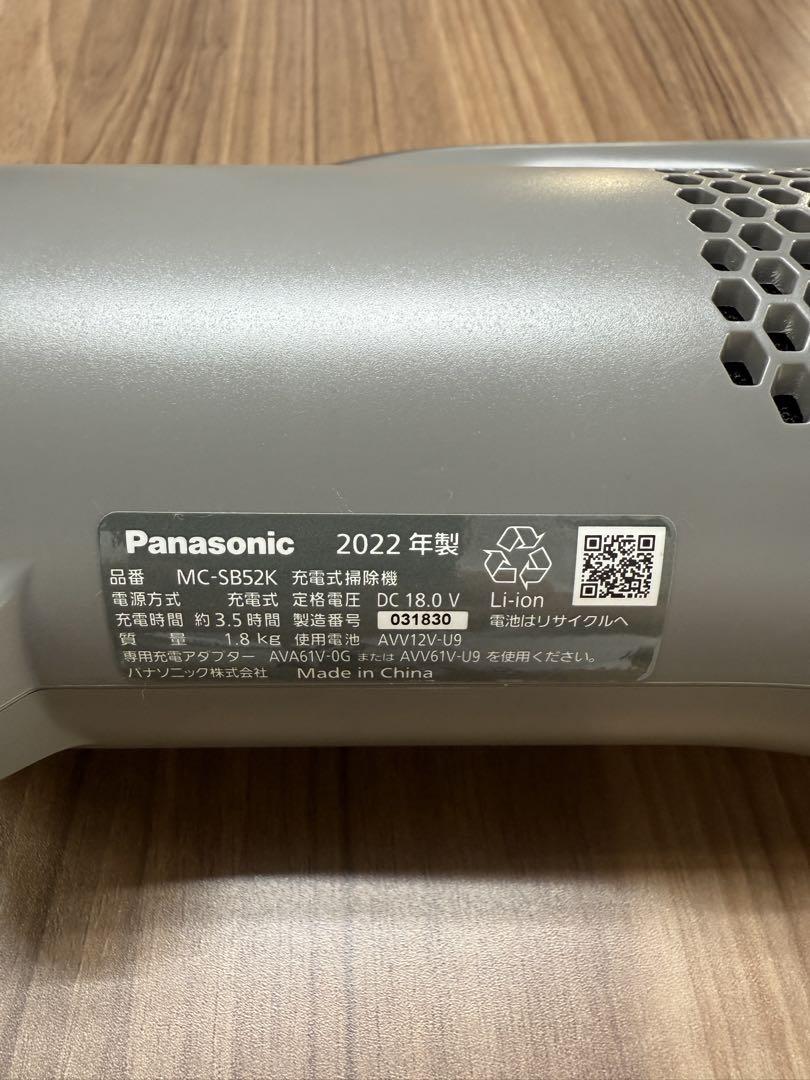 Panasonic 2022年製
品番 MC-SB52K 充電式掃除機
電源方式 充電式 定格電圧 DC 18.0 V Li-ion
充電時間 約3.5時間 製造番号 031830 電池はリサイクルへ
質量 1.8 kg 使用電池 AVV12V-U9
専用充電アダプター AVA61V-0G または AVV61V-U9 を使用ください。
パナソニック株式会社 Made in China